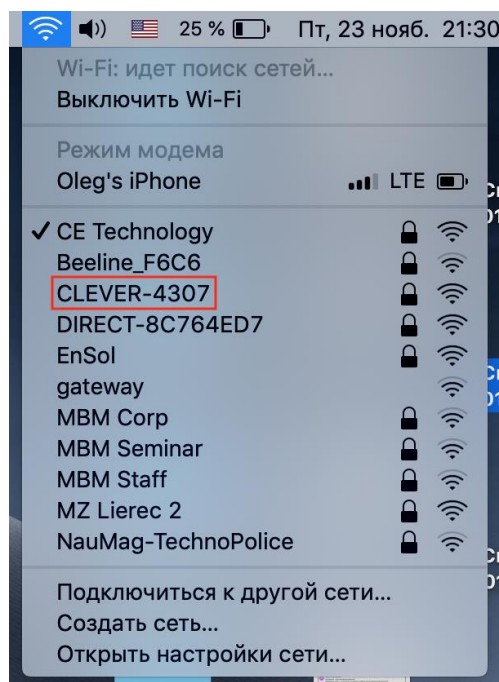 25 % Пт, 23 нояб. 21:30
Wi-Fi: идет поиск сетей...
Выключить Wi-Fi
Режим модема
Oleg's iPhone LTE
CE Technology
Beeline_F6C6
CLEVER-4307
DIRECT-8C764ED7
EnSol
gateway
MBM Corp
MBM Seminar
MBM Staff
MZ Lierec 2
NauMag-TechnoPolice
Подключиться к другой сети...
Создать сеть...
Открыть настройки сети...